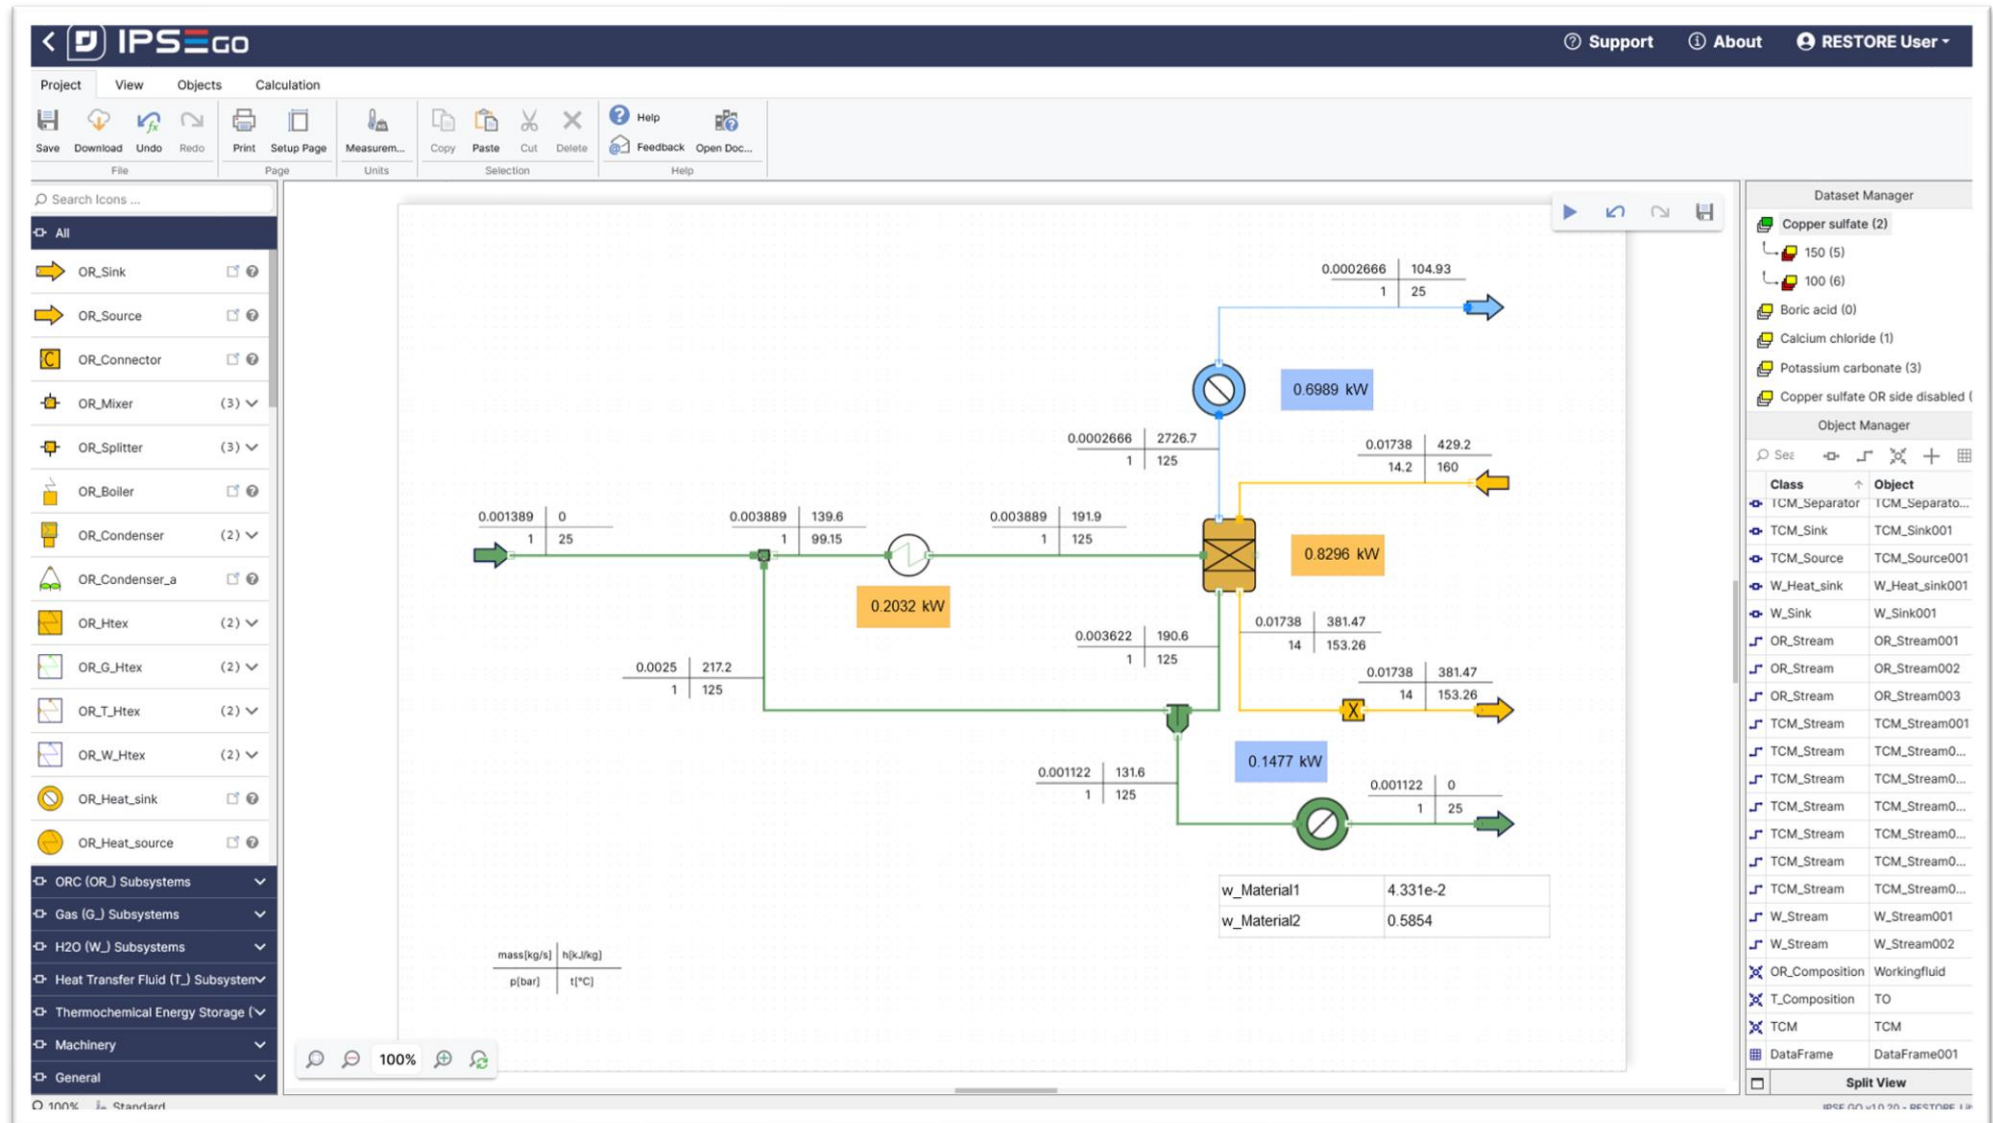 IPSE GO
Support
About
RESTORE User
Project
View
Objects
Calculation
Save
Download
Undo
Redo
Print
Setup Page
Measurem...
Copy
Paste
Cut
Delete
Help
Feedback
Open Doc...
File
Page
Units
Selection
Help
Search Icons ...
All
OR_Sink
OR_Source
OR_Connector
OR_Mixer (3)
OR_Splitter (3)
OR_Boiler
OR_Condenser (2)
OR_Condenser_a
OR_Htex (2)
OR_G_Htex (2)
OR_T_Htex (2)
OR_W_Htex (2)
OR_Heat_sink
OR_Heat_source
ORC (OR_) Subsystems
Gas (G_) Subsystems
H2O (W_) Subsystems
Heat Transfer Fluid (T_) Subsystem
Thermochemical Energy Storage (
Machinery
General
100% Standard
0.0002666 104.93
1 25
0.6989 kW
0.0002666 2726.7
1 125
0.01738 429.2
14.2 160
0.001389 0
1 25
0.003889 139.6
1 99.15
0.003889 191.9
1 125
0.8296 kW
0.2032 kW
0.003622 190.6
1 125
0.01738 381.47
14 153.26
0.0025 217.2
1 125
0.01738 381.47
14 153.26
0.1477 kW
0.001122 131.6
1 125
0.001122 0
1 25
w_Material1 4.331e-2
w_Material2 0.5854
mass[kg/s] h[kJ/kg]
p[bar] t[°C]
100%
Dataset Manager
Copper sulfate (2)
150 (5)
100 (6)
Boric acid (0)
Calcium chloride (1)
Potassium carbonate (3)
Copper sulfate OR side disabled (
Object Manager
Sea
Class Object
TCM_Separator TCM_Separato...
TCM_Sink TCM_Sink001
TCM_Source TCM_Source001
W_Heat_sink W_Heat_sink001
W_Sink W_Sink001
OR_Stream OR_Stream001
OR_Stream OR_Stream002
OR_Stream OR_Stream003
TCM_Stream TCM_Stream001
TCM_Stream TCM_Stream0...
TCM_Stream TCM_Stream0...
TCM_Stream TCM_Stream0...
TCM_Stream TCM_Stream0...
TCM_Stream TCM_Stream0...
TCM_Stream TCM_Stream0...
W_Stream W_Stream001
W_Stream W_Stream002
OR_Composition Workingfluid
T_Composition TO
TCM TCM
DataFrame DataFrame001
Split View